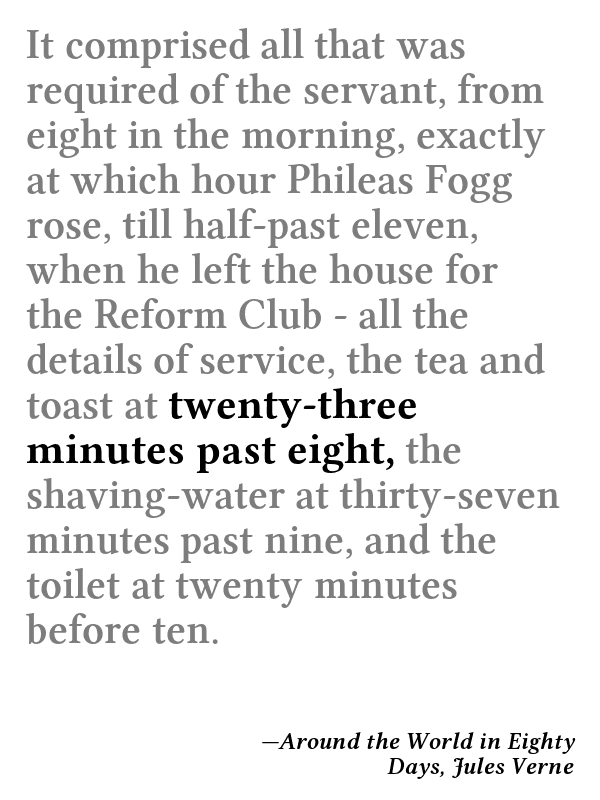 It comprised all that was
required of the servant, from
eight in the morning, exactly
at which hour Phileas Fogg
rose, till half-past eleven,
when he left the house for
the Reform Club - all the
details of service, the tea and
toast at twenty-three
minutes past eight, the
shaving-water at thirty-seven
minutes past nine, and the
toilet at twenty minutes
before ten.
—Around the World in Eighty
Days, Jules Verne